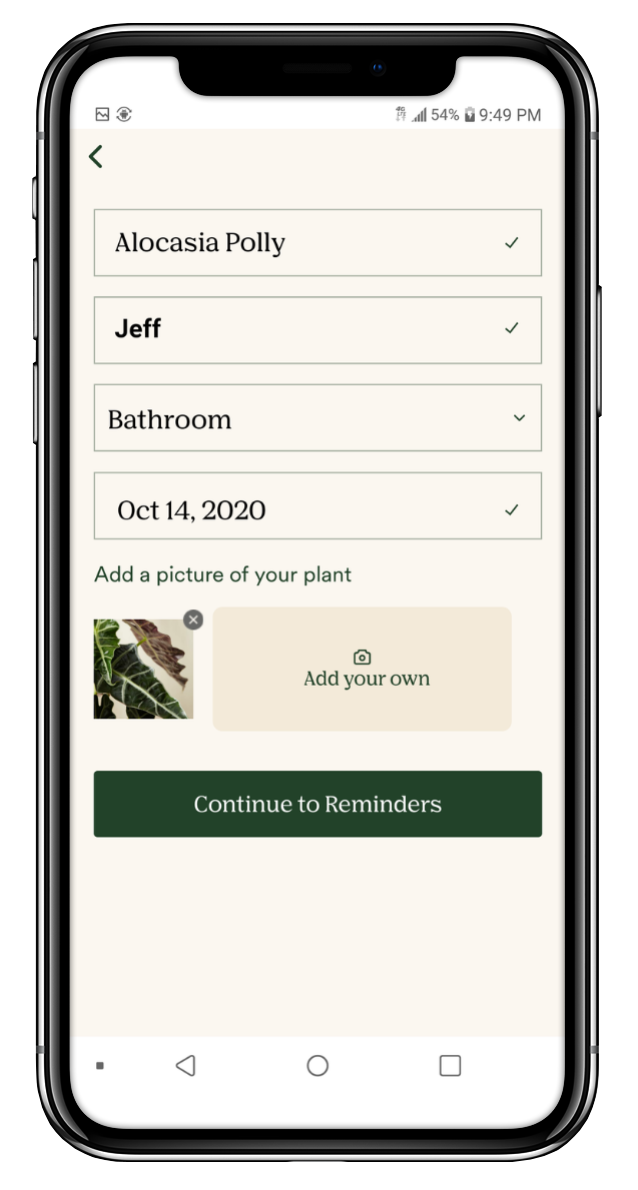 54% 9:49 PM
Alocasia Polly
Jeff
Bathroom
Oct 14, 2020
Add a picture of your plant
Add your own
Continue to Reminders